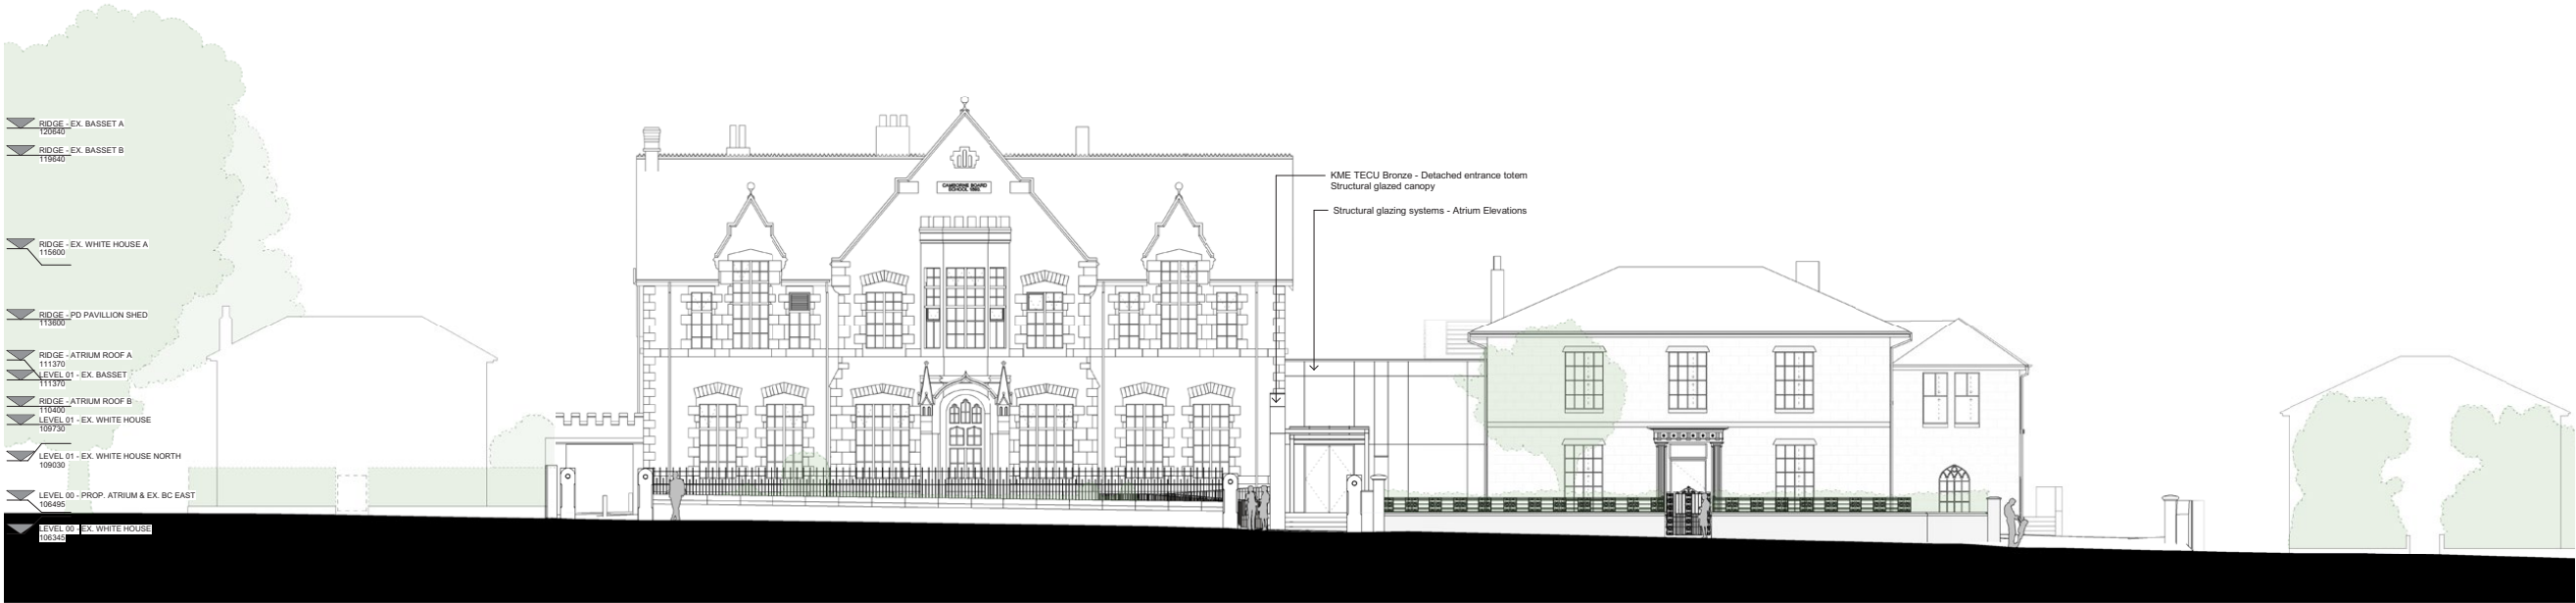 RIDGE - EX. BASSET A
120640
RIDGE - EX. BASSET B
119640
RIDGE - EX. WHITE HOUSE A
115600
RIDGE - PD PAVILLION SHED
113600
RIDGE - ATRIUM ROOF A
111370
LEVEL 01 - EX. BASSET
111370
RIDGE - ATRIUM ROOF B
110400
LEVEL 01 - EX. WHITE HOUSE
109730
LEVEL 01 - EX. WHITE HOUSE NORTH
109030
LEVEL 00 - PROP. ATRIUM & EX. BC EAST
106495
LEVEL 00 - EX. WHITE HOUSE
106345
CAMBORNE BOARD
SCHOOL
KME TECU Bronze - Detached entrance totem
Structural glazed canopy
Structural glazing systems - Atrium Elevations